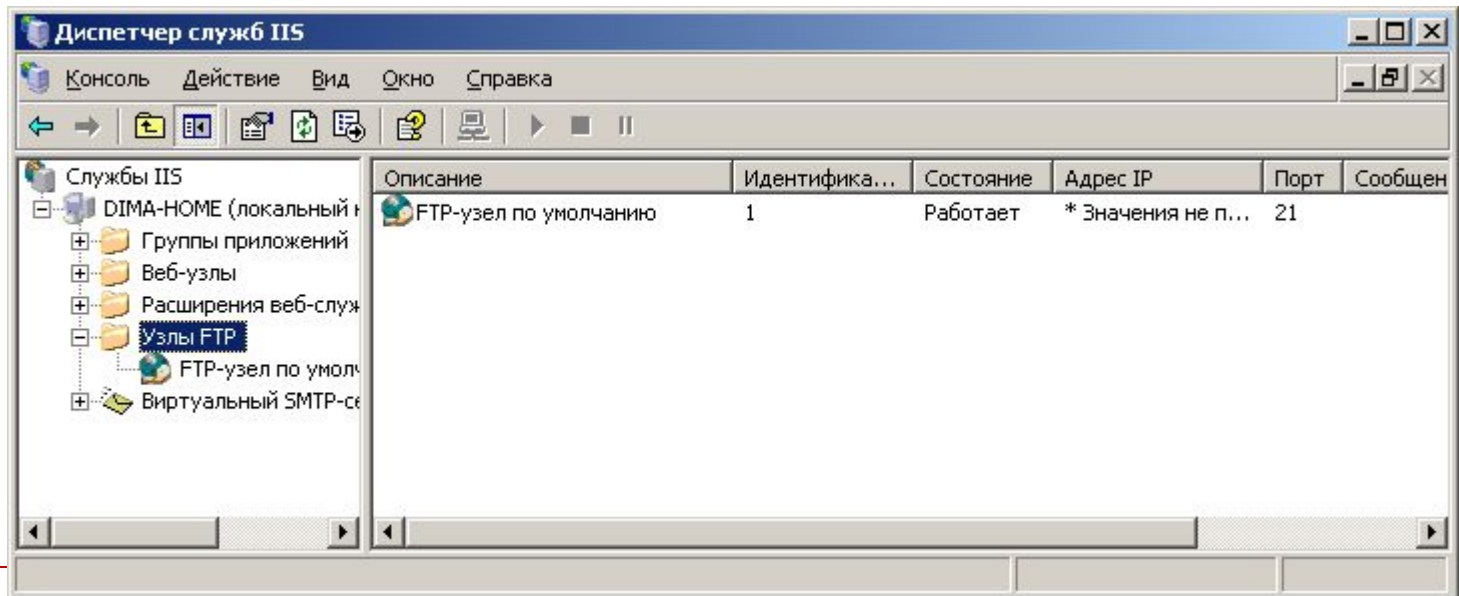 Диспетчер служб IIS
Консоль Действие Вид Окно Справка
Службы IIS
DIMA-HOME (локальный к
Группы приложений
Веб-узлы
Расширения веб-служ
Узлы FTP
FTP-узел по умолч
Виртуальный SMTP-се
Описание Идентифика... Состояние Адрес IP Порт Сообщен
FTP-узел по умолчанию 1 Работает * Значения не п... 21